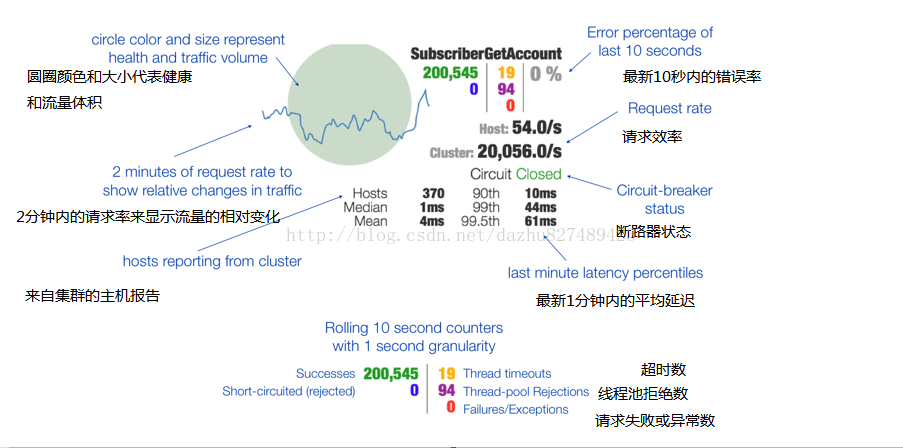 circle color and size represent
health and traffic volume
圆圈颜色和大小代表健康
和流量体积
SubscriberGetAccount
200,545 19 0 %
0 94
0
Error percentage of
last 10 seconds
最新10秒内的错误率
Host: 54.0/s
Cluster: 20,056.0/s
Request rate
请求效率
2 minutes of request rate to
show relative changes in traffic
2分钟内的请求率来显示流量的相对变化
Circuit Closed
Hosts 370 90th 10ms
Median 1ms 99th 44ms
Mean 4ms 99.5th 61ms
Circuit-breaker
status
断路器状态
http://blog.csdn.net/dazhu827489425
hosts reporting from cluster
来自集群的主机报告
last minute latency percentiles
最新1分钟内的平均延迟
Rolling 10 second counters
with 1 second granularity
Successes 200,545 19 Thread timeouts 超时数
Short-circuited (rejected) 0 94 Thread-pool Rejections 线程池拒绝数
0 Failures/Exceptions 请求失败或异常数